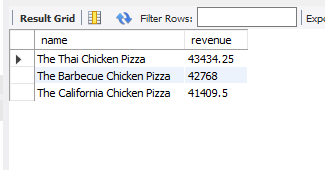 Result Grid Filter Rows: Expo
name revenue
The Thai Chicken Pizza 43434.25
The Barbecue Chicken Pizza 42768
The California Chicken Pizza 41409.5